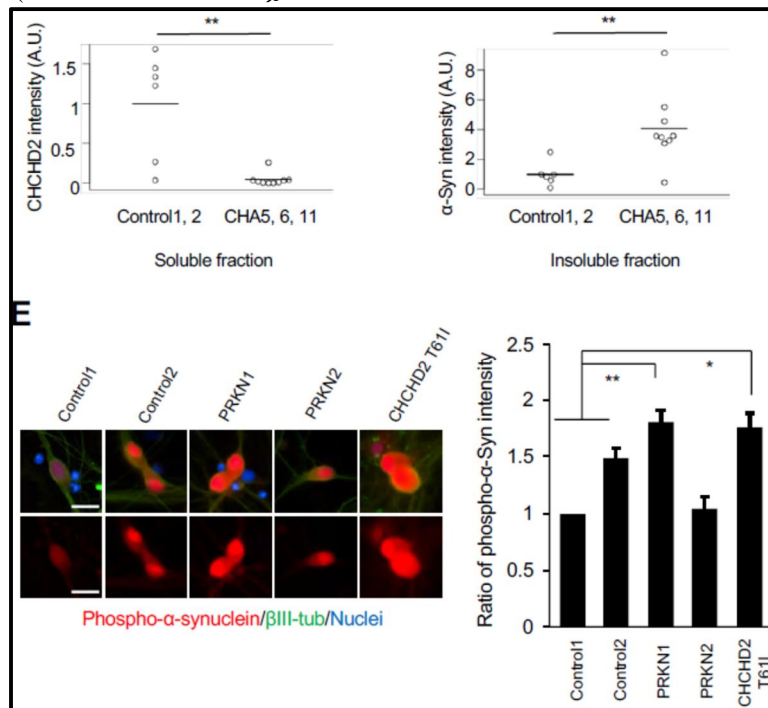 **
**
CHCHD2 intensity (A.U.)
1.5
1
0.5
0
Control1, 2
CHA5, 6, 11
Soluble fraction
α-Syn intensity (A.U.)
8
6
4
2
0
Control1, 2
CHA5, 6, 11
Insoluble fraction
E
Control1
Control2
PRKN1
PRKN2
CHCHD2 T61I
Phospho-α-synuclein/βIII-tub/Nuclei
Ratio of phospho-α-Syn intensity
2.5
2
1.5
1
0.5
0
**
*
Control1
Control2
PRKN1
PRKN2
CHCHD2
T61I